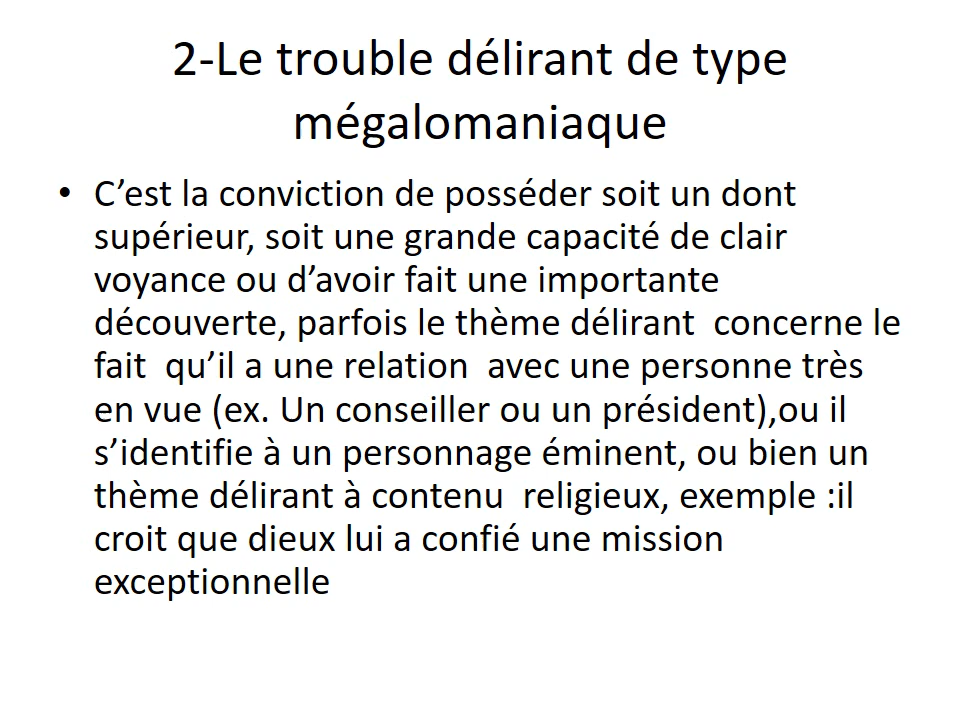 2-Le trouble délirant de type
mégalomaniaque
• C’est la conviction de posséder soit un dont
supérieur, soit une grande capacité de clair
voyance ou d’avoir fait une importante
découverte, parfois le thème délirant  concerne le
fait  qu’il a une relation  avec une personne très
en vue (ex. Un conseiller ou un président),ou il
s’identifie à un personnage éminent, ou bien un
thème délirant à contenu  religieux, exemple :il
croit que dieux lui a confié une mission
exceptionnelle